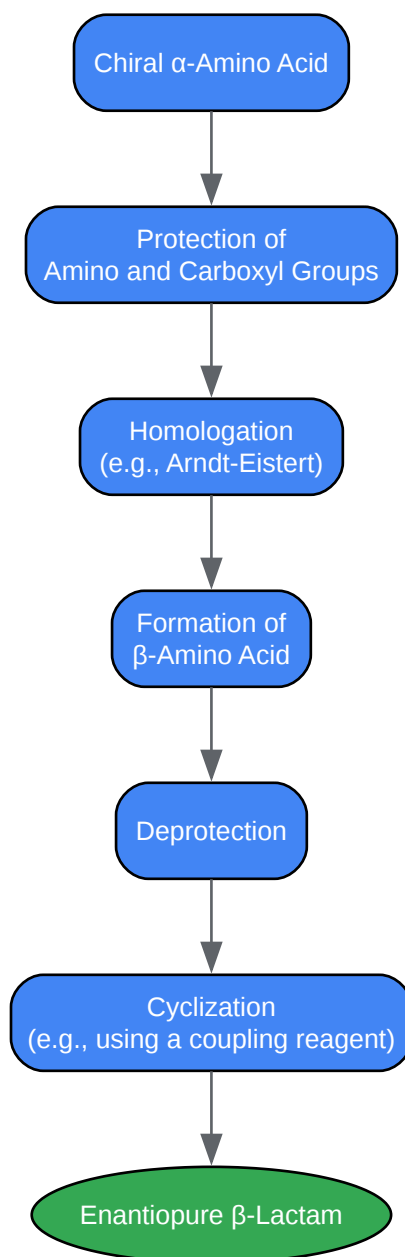 Chiral α-Amino Acid
Protection of
Amino and Carboxyl Groups
Homologation
(e.g., Arndt-Eistert)
Formation of
β-Amino Acid
Deprotection
Cyclization
(e.g., using a coupling reagent)
Enantiopure β-Lactam